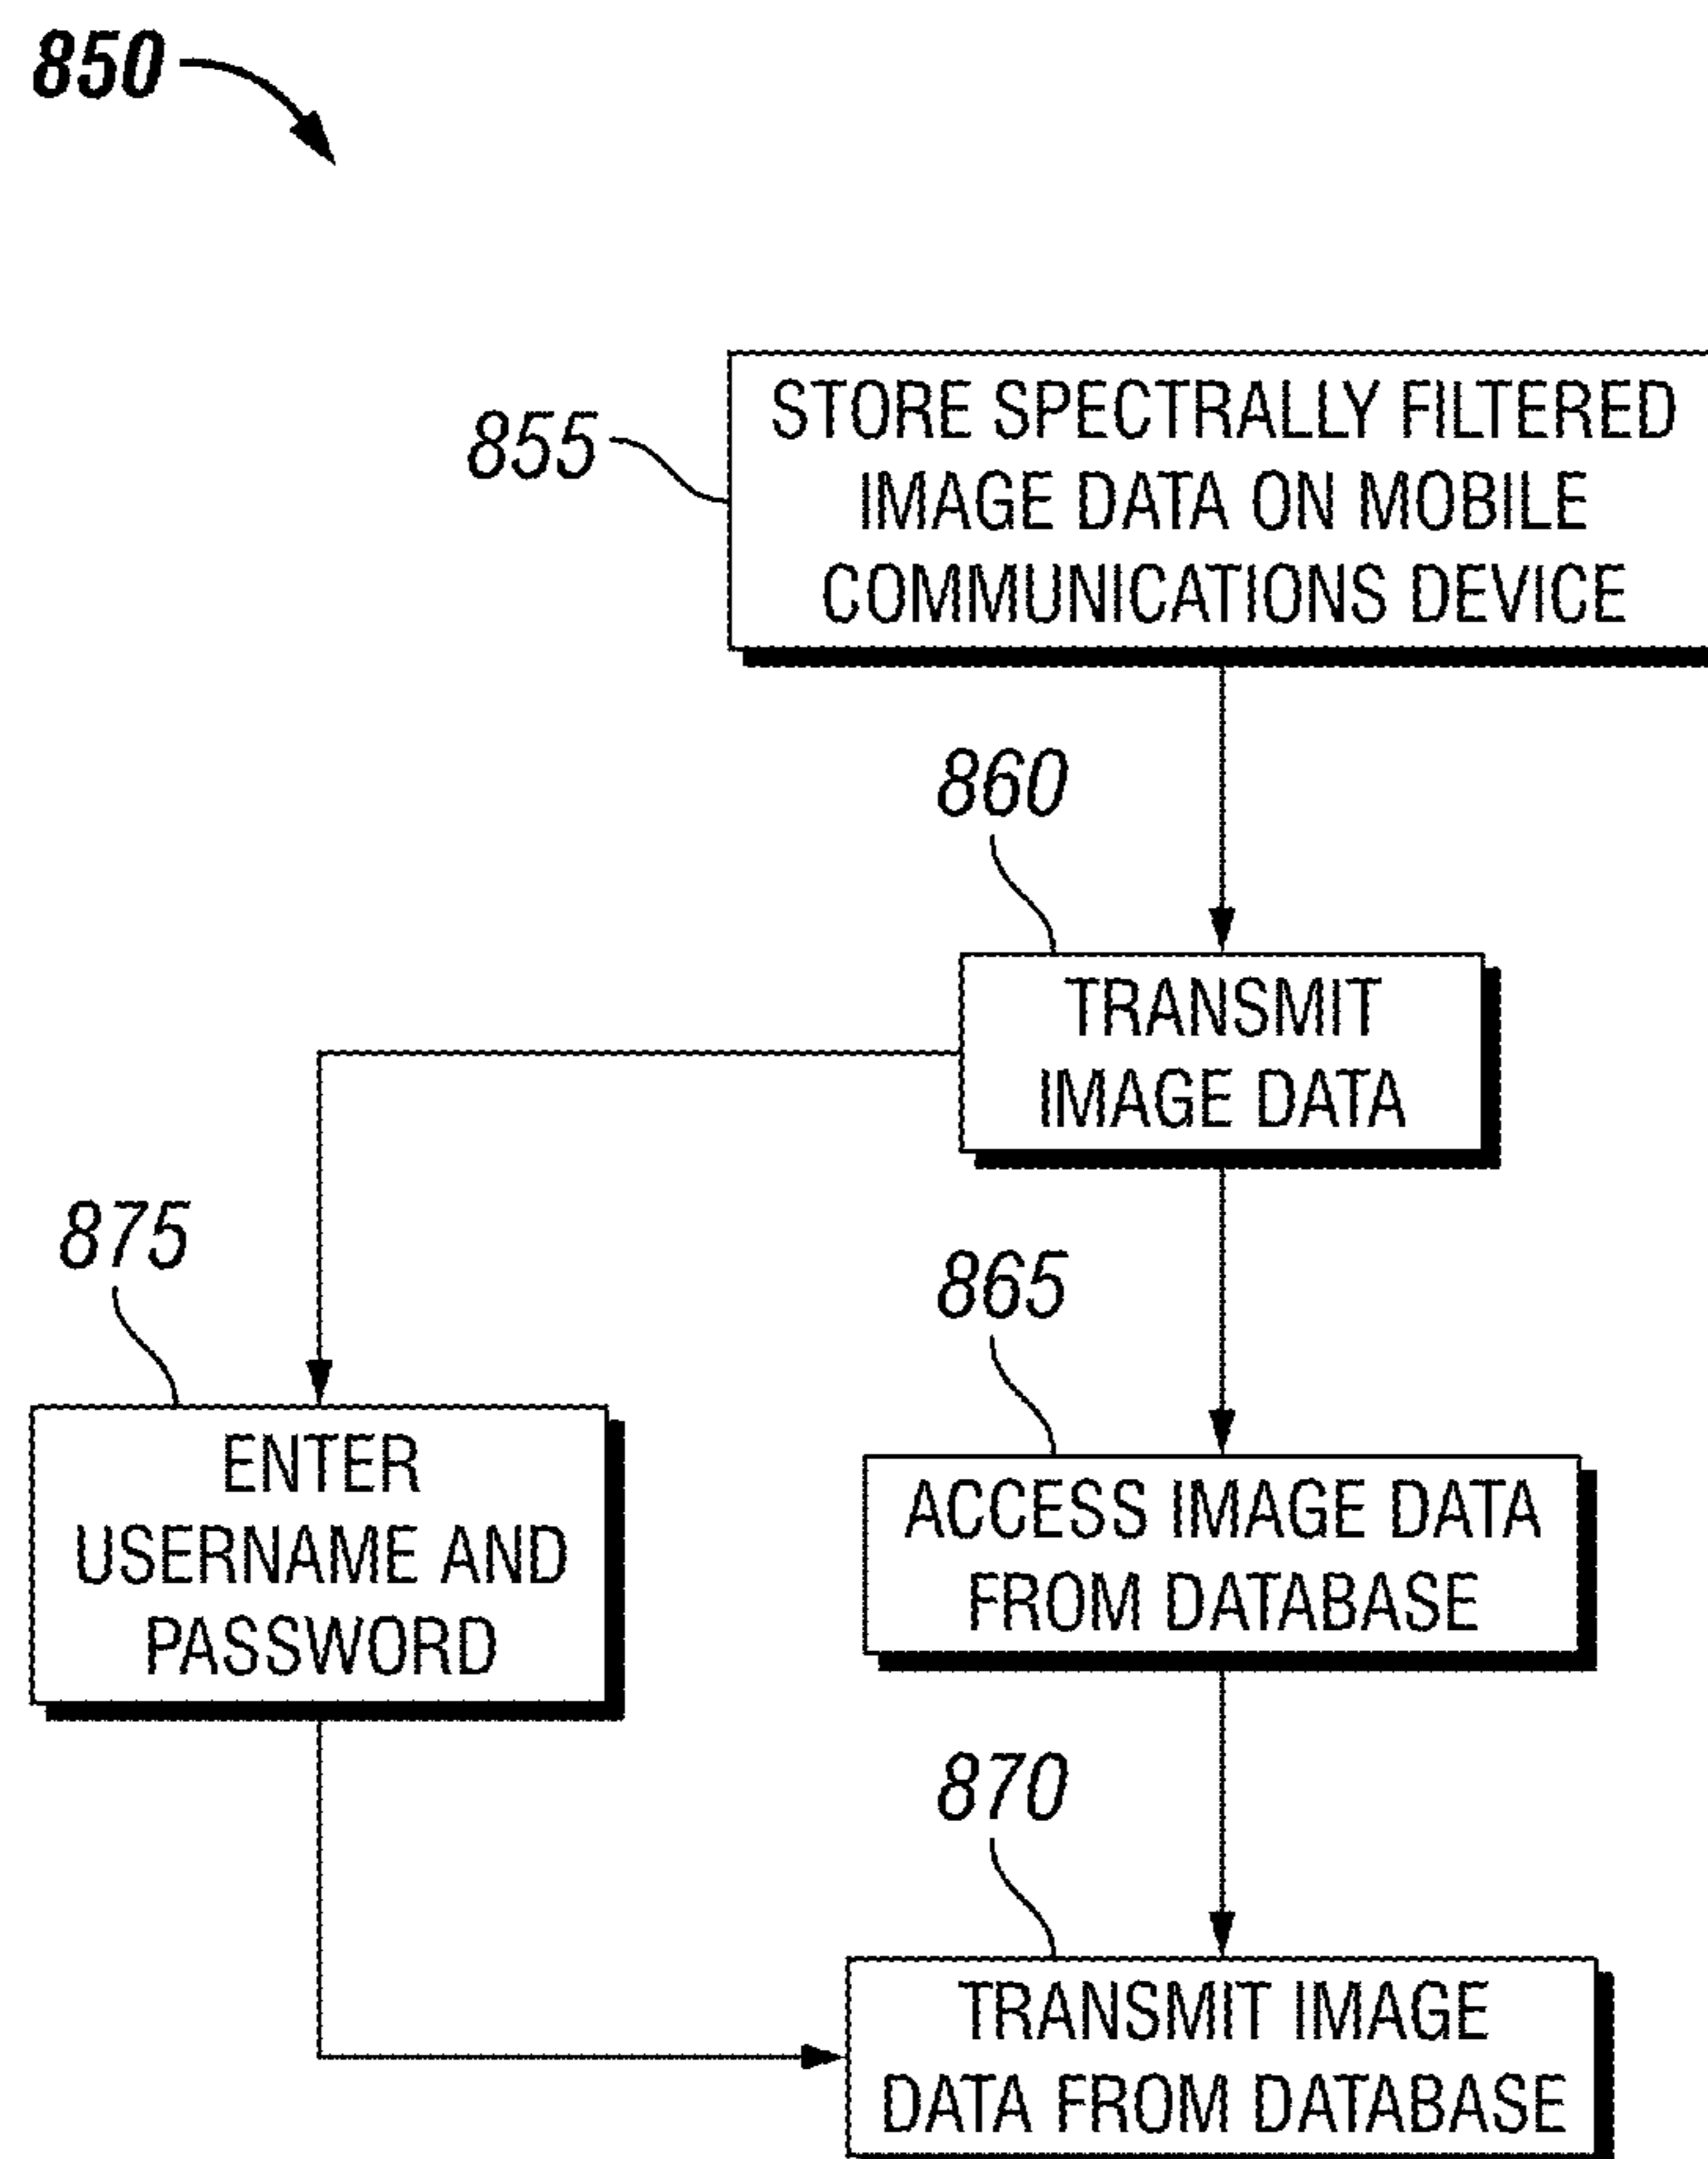 850
855
STORE SPECTRALLY FILTERED
IMAGE DATA ON MOBILE
COMMUNICATIONS DEVICE
860
TRANSMIT
IMAGE DATA
875
ENTER
USERNAME AND
PASSWORD
865
ACCESS IMAGE DATA
FROM DATABASE
870
TRANSMIT IMAGE
DATA FROM DATABASE